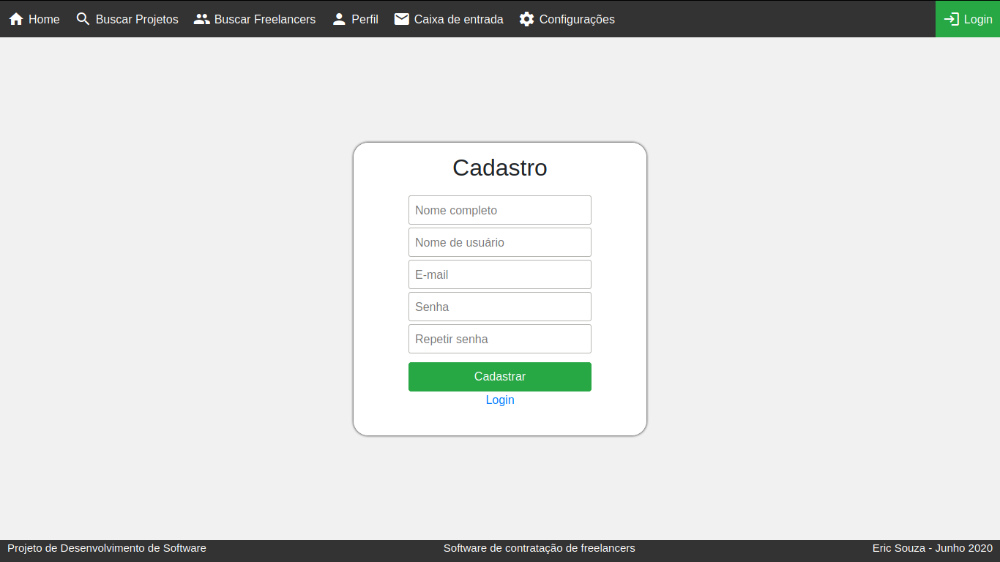 Home Buscar Projetos Buscar Freelancers Perfil Caixa de entrada Configurações Login
Cadastro
Nome completo
Nome de usuário
E-mail
Senha
Repetir senha
Cadastrar
Login
Projeto de Desenvolvimento de Software Software de contratação de freelancers Eric Souza - Junho 2020